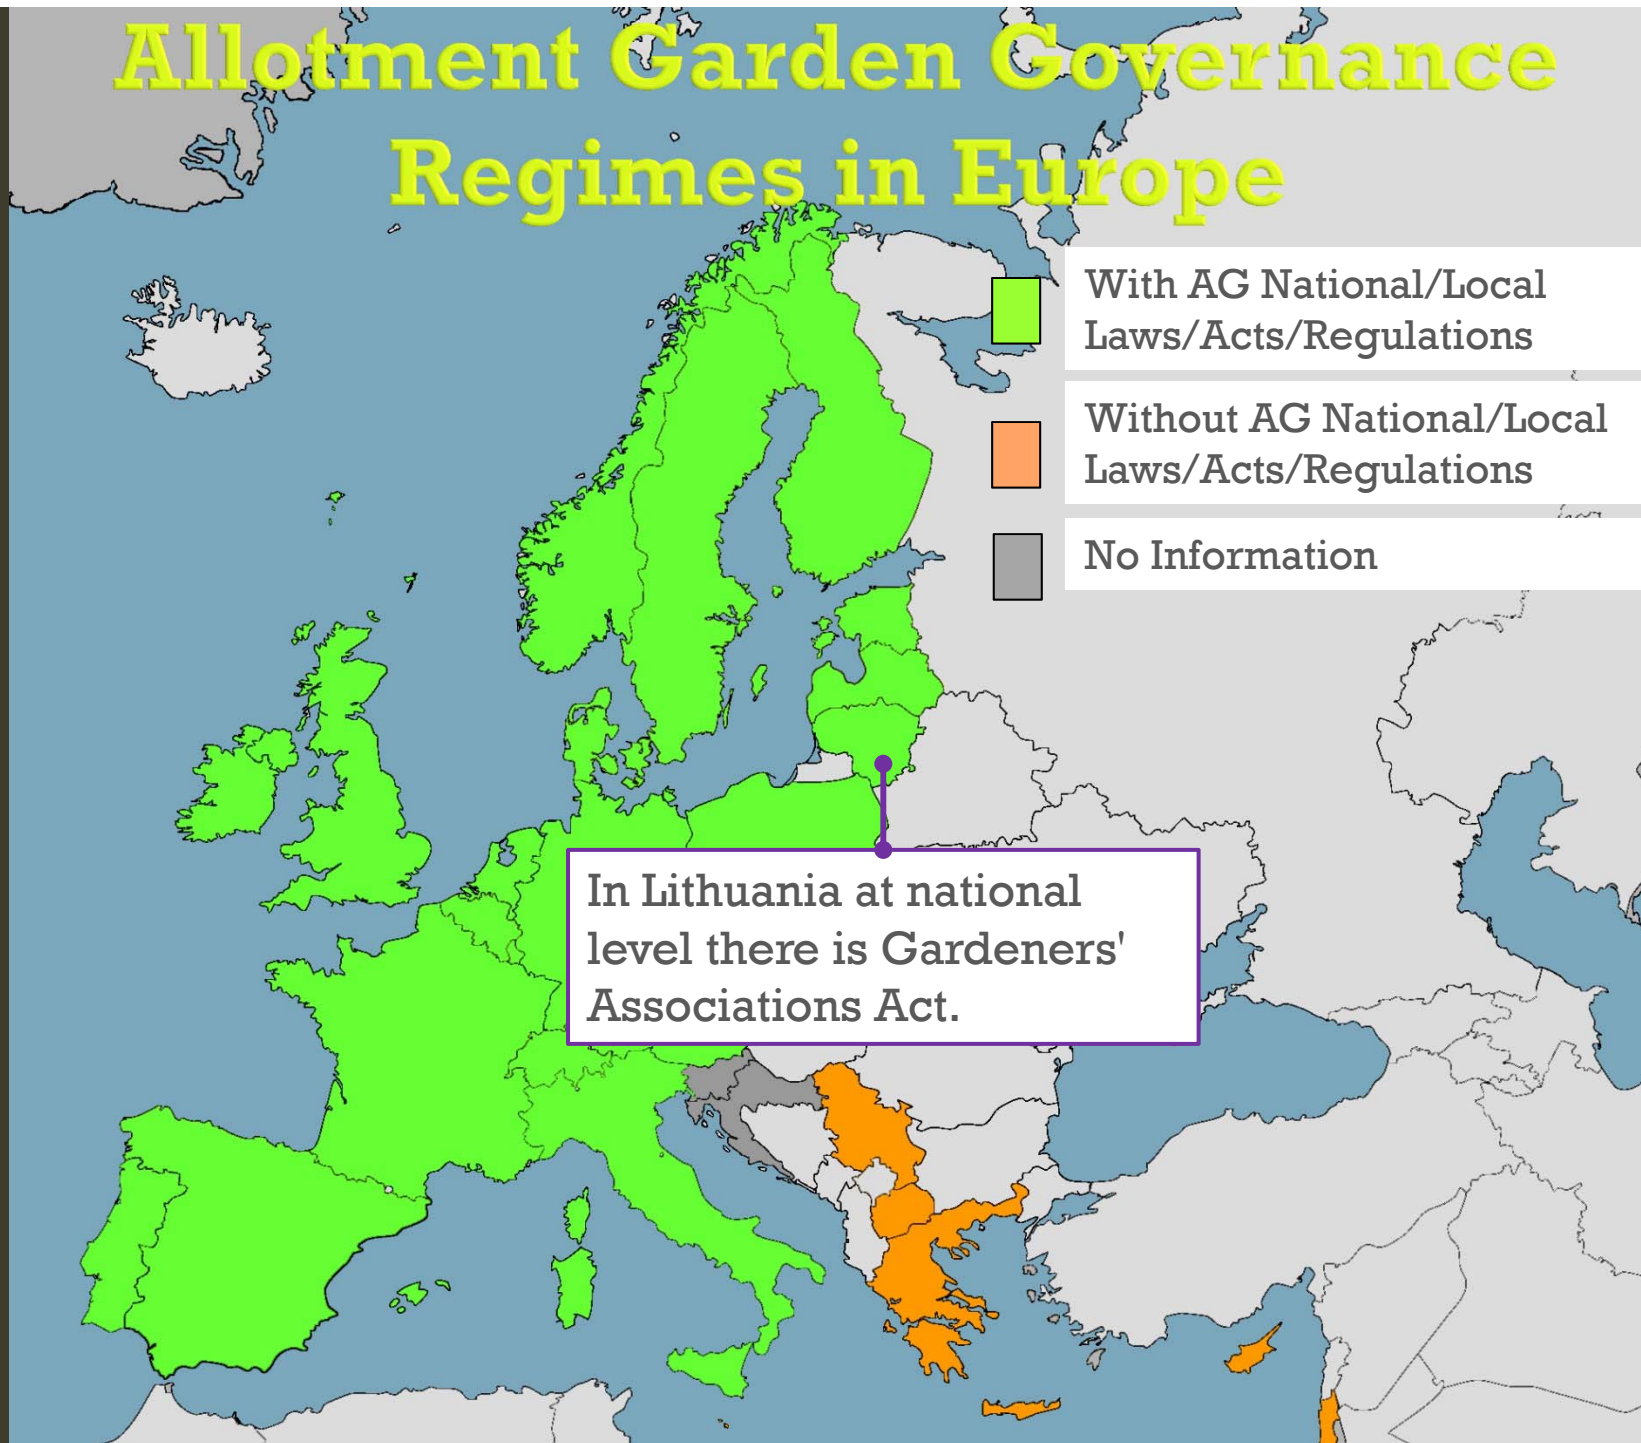 Allotment Garden Governance
Regimes in Europe
With AG National/Local
Laws/Acts/Regulations
Without AG National/Local
Laws/Acts/Regulations
No Information
In Lithuania at national
level there is Gardeners'
Associations Act.